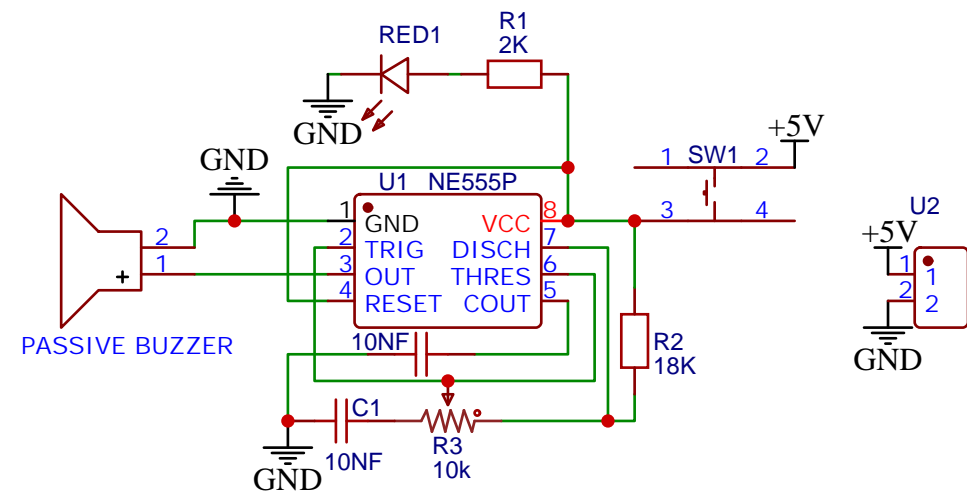 R1
2K
RED1
GND
+5V
1 SW1 2
3 4
GND
U1 NE555P
1 GND VCC 8
2 TRIG DISCH 7
3 OUT THRES 6
4 RESET COUT 5
2
1
+
PASSIVE BUZZER
10NF
R2
18K
C1
10NF
R3
10k
GND
U2
+5V
1 1
2 2
GND